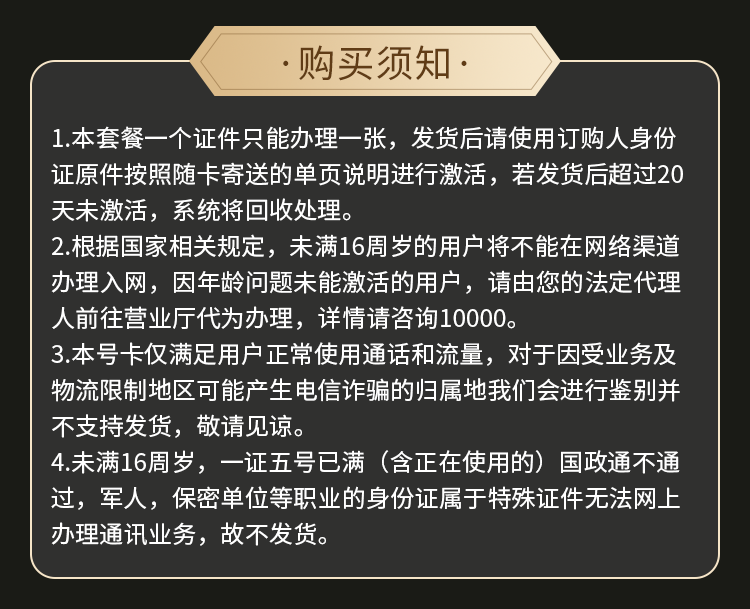 ·购买须知·
1.本套餐一个证件只能办理一张，发货后请使用订购人身份
证原件按照随卡寄送的单页说明进行激活，若发货后超过20
天未激活，系统将回收处理。
2.根据国家相关规定，未满16周岁的用户将不能在网络渠道
办理入网，因年龄问题未能激活的用户，请由您的法定代理
人前往营业厅代为办理，详情请咨询10000。
3.本号卡仅满足用户正常使用通话和流量，对于因受业务及
物流限制地区可能产生电信诈骗的归属地我们会进行鉴别并
不支持发货，敬请见谅。
4.未满16周岁，一证五号已满（含正在使用的）国政通不通
过，军人，保密单位等职业的身份证属于特殊证件无法网上
办理通讯业务，故不发货。